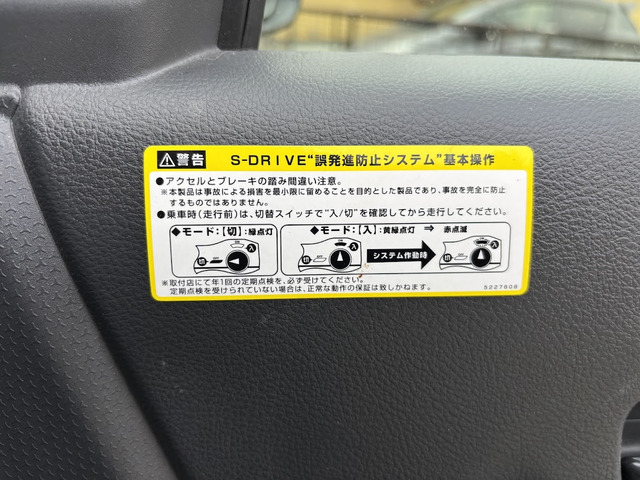 警告 S-DRIVE“誤発進防止システム”基本操作
●アクセルとブレーキの踏み間違い注意。
※本製品は事故による損害を最小限に留めることを目的とした製品であり、事故を完全に防止
するものではありません。
●乗車時(走行前)は、切替スイッチで“入/切”を確認してから走行してください。
◆モード:【切】:緑点灯
◆モード:【入】:黄緑点灯 ⇒ 赤点滅
入
切
入
切
システム作動時
入
切
※取付店にて年1回の定期点検を、必ず受けてください。
定期点検を受けられていない場合は、正常な動作の保証は致しかねます。
5227608